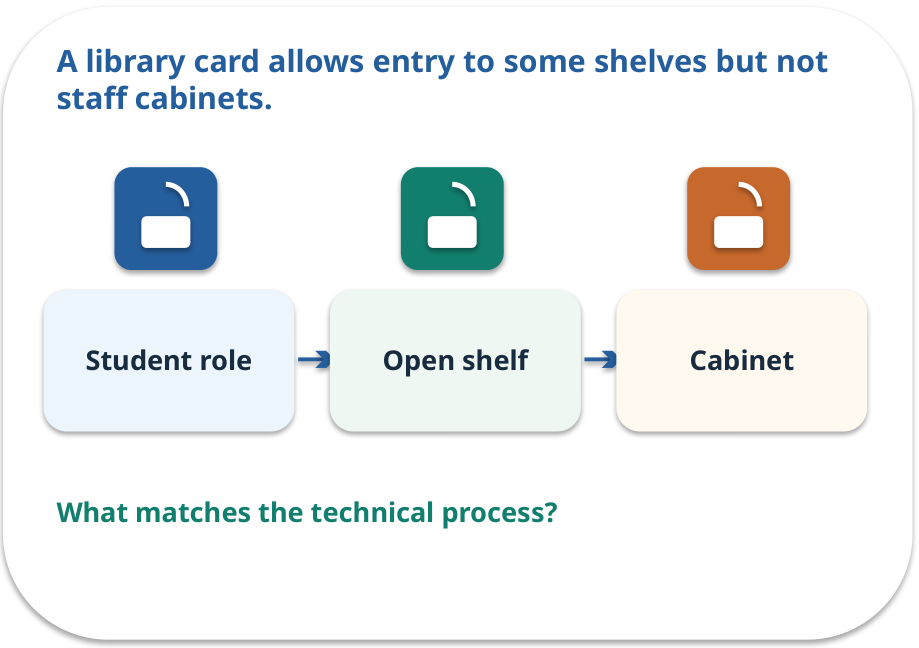 A library card allows entry to some shelves but not
staff cabinets.
Student role
Open shelf
Cabinet
What matches the technical process?